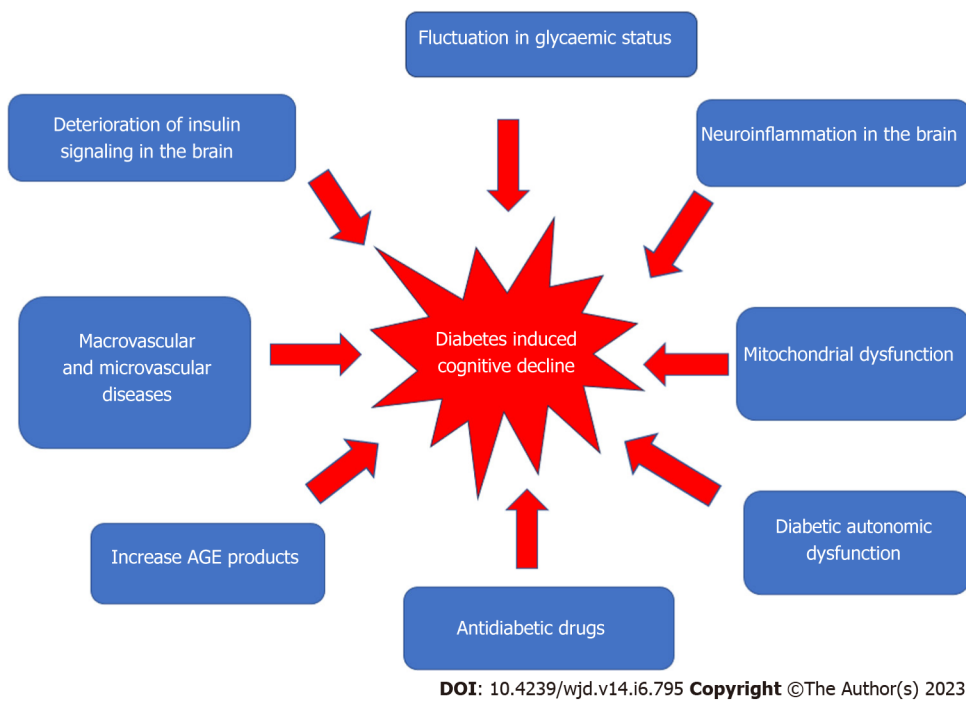 Fluctuation in glycaemic status
Deterioration of insulin
signaling in the brain
Neuroinflammation in the brain
Macrovascular
and microvascular
diseases
Diabetes induced
cognitive decline
Mitochondrial dysfunction
Increase AGE products
Diabetic autonomic
dysfunction
Antidiabetic drugs
DOI: 10.4239/wjd.v14.i6.795 Copyright ©The Author(s) 2023